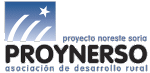 proyecto noreste soria
PROYNERSO
asociación de desarrollo rural